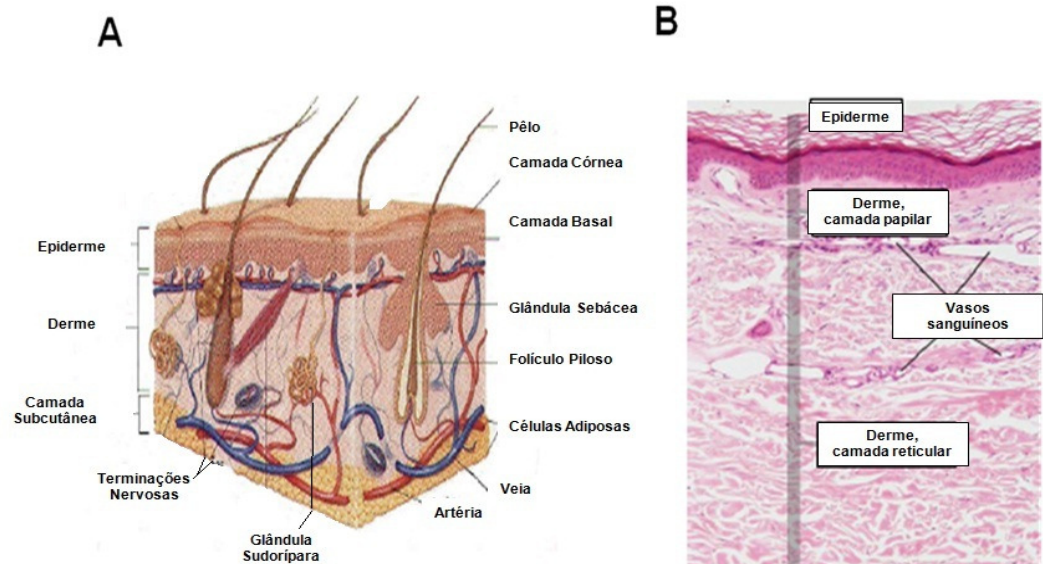 A
Pêlo
Camada Córnea
Camada Basal
Epiderme
Glândula Sebácea
Derme
Folículo Piloso
Camada
Subcutânea
Células Adiposas
Terminações
Nervosas
Veia
Artéria
Glândula
Sudorípara
B
Epiderme
Derme,
camada papilar
Vasos
sanguíneos
Derme,
camada reticular